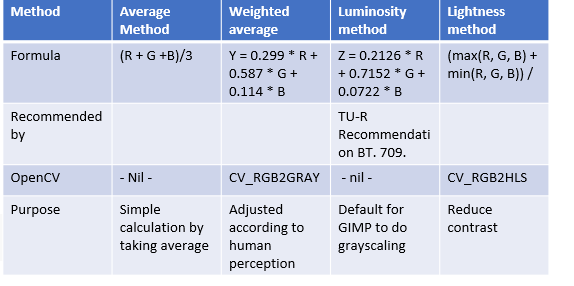 Method Average Method Weighted average Luminosity method Lightness method
Formula (R + G +B)/3 Y = 0.299 * R + 0.587 * G + 0.114 * B Z = 0.2126 * R + 0.7152 * G + 0.0722 * B (max(R, G, B) + min(R, G, B)) /
Recommended by TU-R Recommendati on BT. 709.
OpenCV - Nil - CV_RGB2GRAY - nil - CV_RGB2HLS
Purpose Simple calculation by taking average Adjusted according to human perception Default for GIMP to do grayscaling Reduce contrast